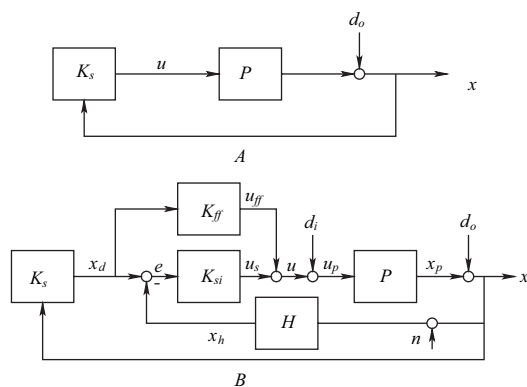 d_o
K_s
u
P
x
A
K_ff
u_ff
d_i
d_o
K_s
x_d
e
-
K_si
u_s
u
u_p
P
x_p
x
x_h
H
n
B